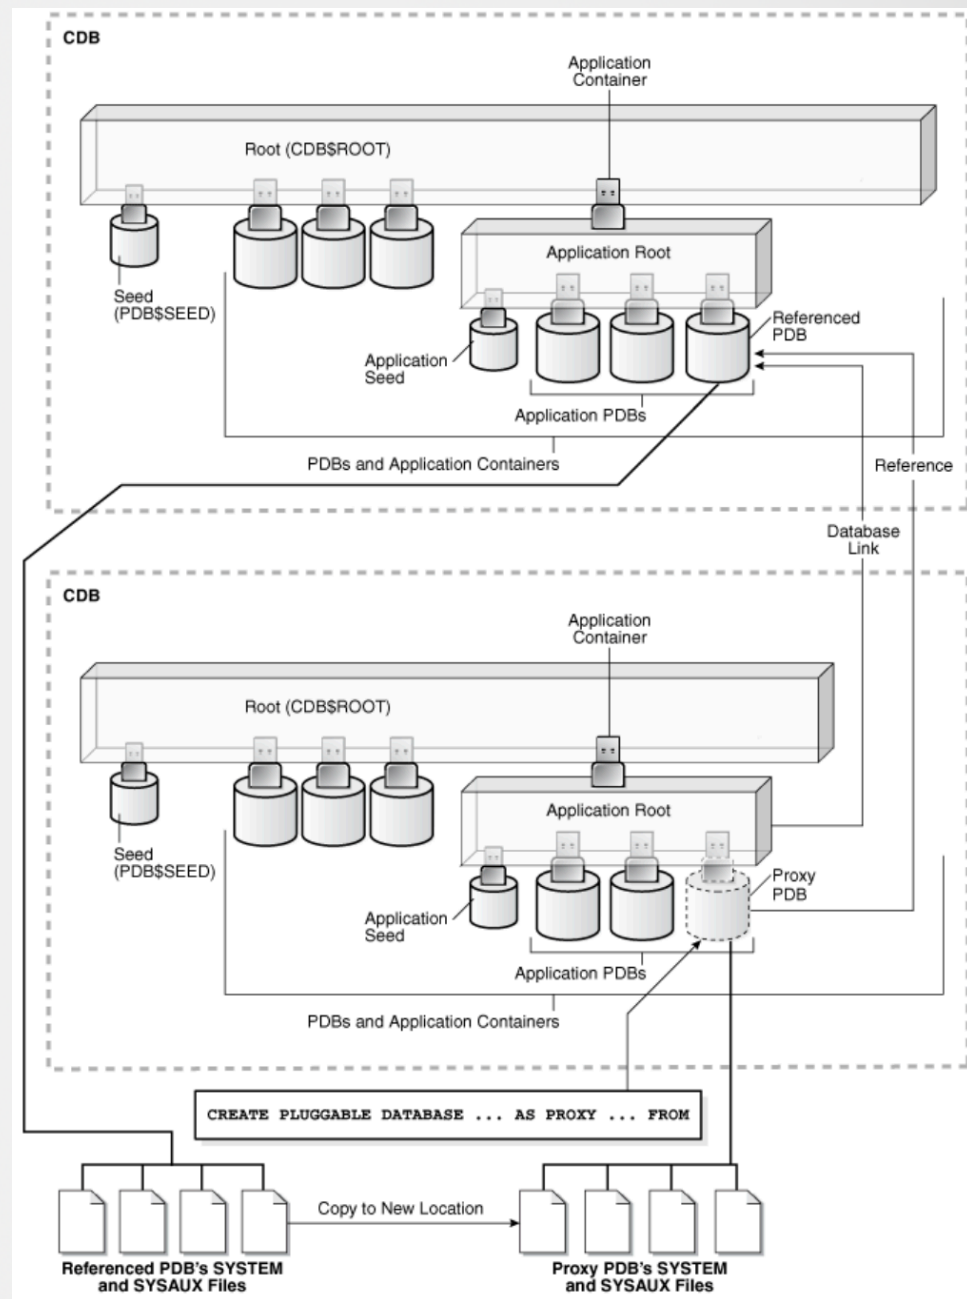 CDB
Application
Container
Root (CDB$ROOT)
Application Root
Seed
(PDB$SEED)
Referenced
PDB
Application
Seed
Application PDBs
PDBs and Application Containers
Reference
Database
Link
CDB
Application
Container
Root (CDB$ROOT)
Application Root
Seed
(PDB$SEED)
Proxy
PDB
Application
Seed
Application PDBs
PDBs and Application Containers
CREATE PLUGGABLE DATABASE ... AS PROXY ... FROM
Copy to New Location
Referenced PDB's SYSTEM
and SYSAUX Files
Proxy PDB's SYSTEM
and SYSAUX Files